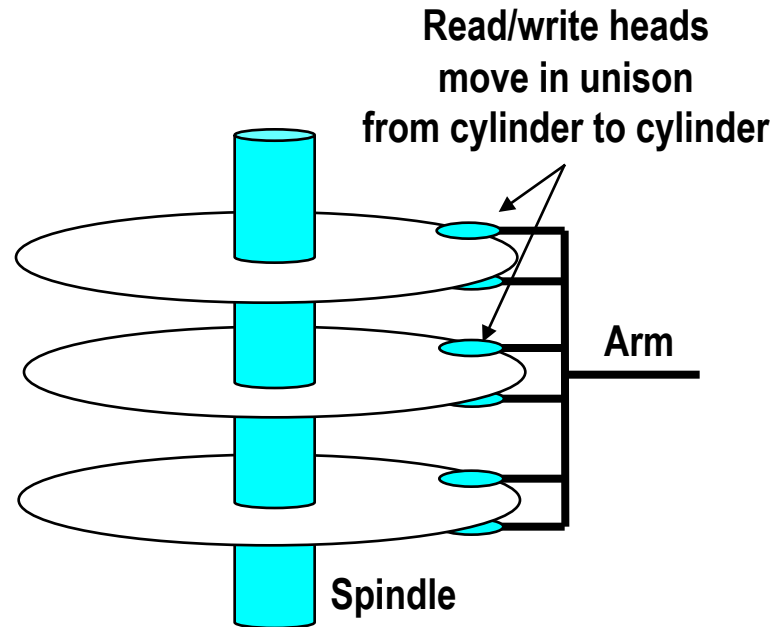 Read/write heads
move in unison
from cylinder to cylinder
Arm
Spindle